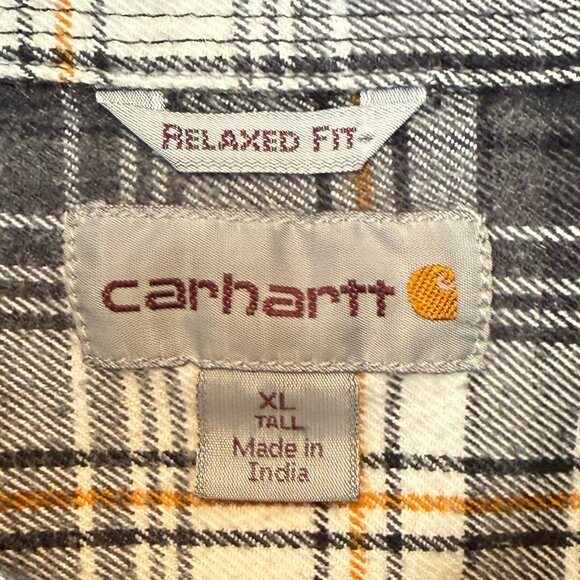 RELAXED FIT
carhartt
XL
TALL
Made in
India